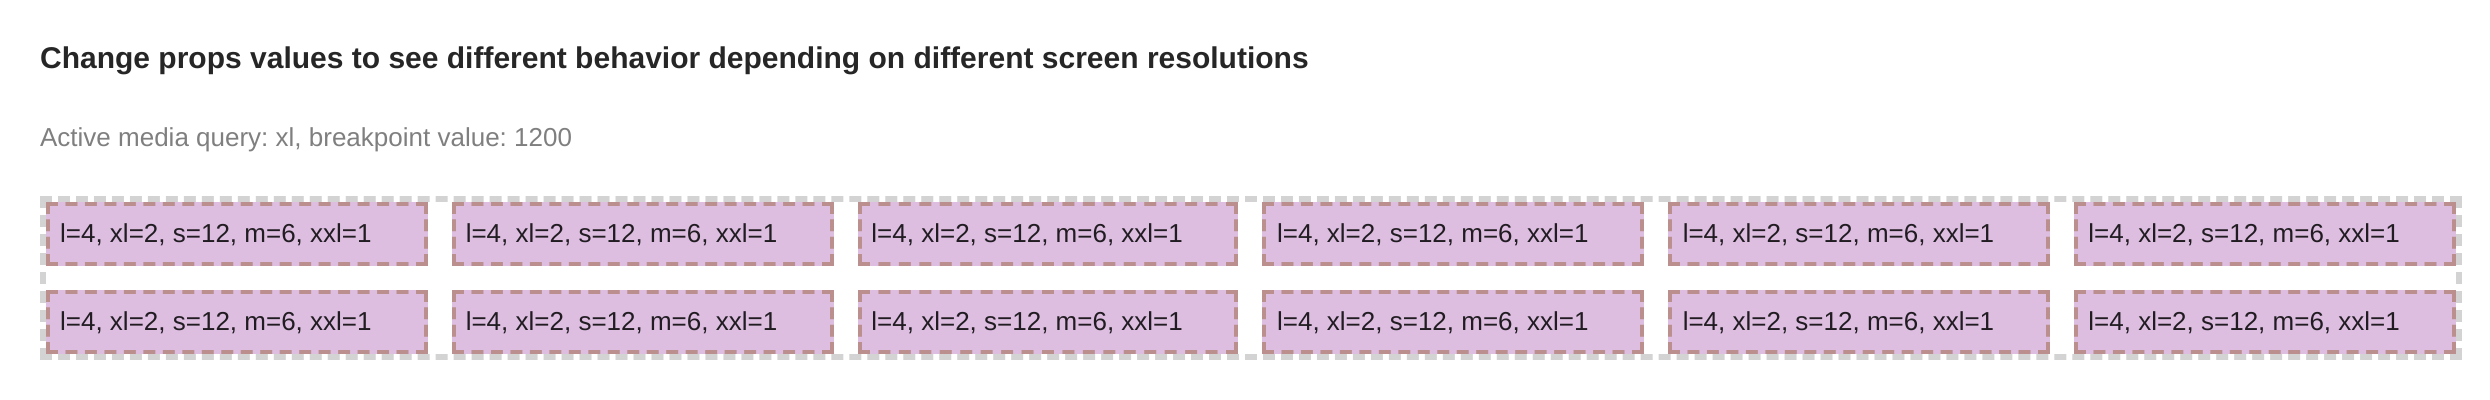 Change props values to see different behavior depending on different screen resolutions
Active media query: xl, breakpoint value: 1200
l=4, xl=2, s=12, m=6, xxl=1 l=4, xl=2, s=12, m=6, xxl=1 l=4, xl=2, s=12, m=6, xxl=1 l=4, xl=2, s=12, m=6, xxl=1 l=4, xl=2, s=12, m=6, xxl=1 l=4, xl=2, s=12, m=6, xxl=1
l=4, xl=2, s=12, m=6, xxl=1 l=4, xl=2, s=12, m=6, xxl=1 l=4, xl=2, s=12, m=6, xxl=1 l=4, xl=2, s=12, m=6, xxl=1 l=4, xl=2, s=12, m=6, xxl=1 l=4, xl=2, s=12, m=6, xxl=1